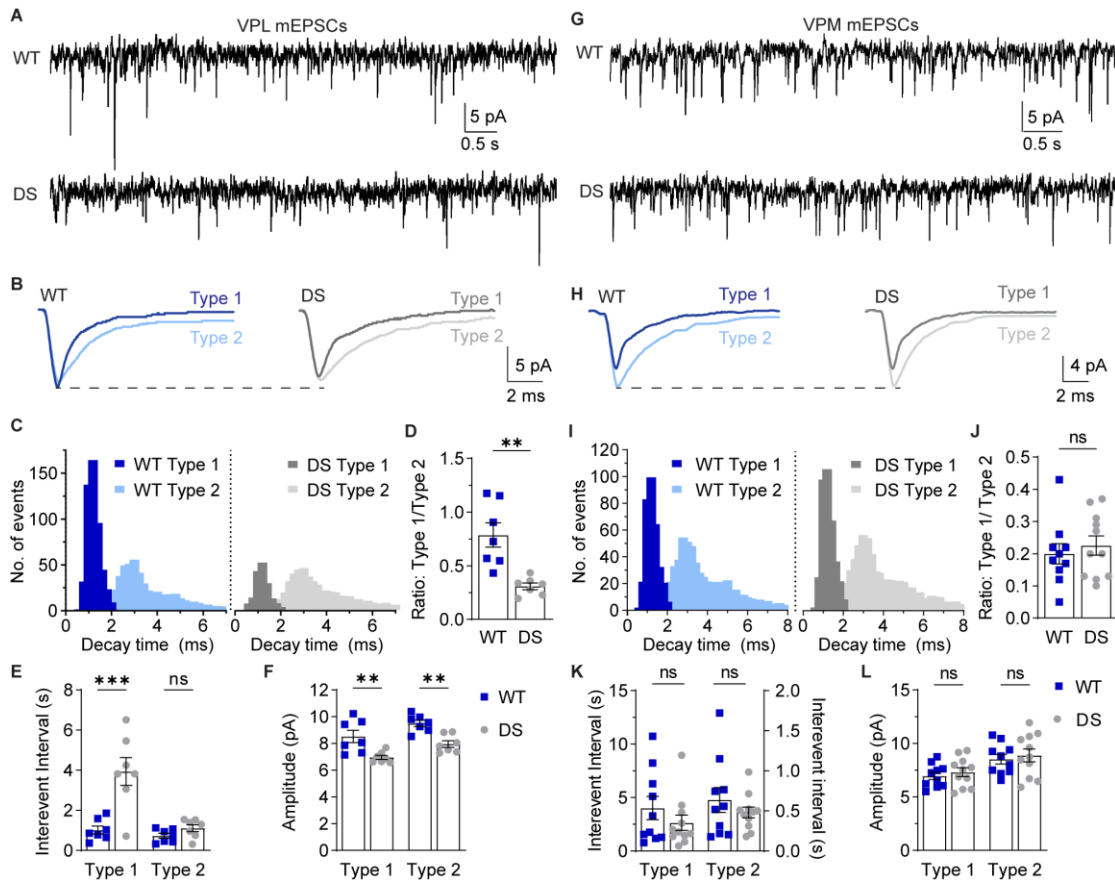 A
VPL mEPSCs
WT
5 pA
0.5 s
DS
B
WT
Type 1
Type 2
DS
Type 1
Type 2
5 pA
2 ms
C
No. of events
150
100
50
0
WT Type 1
WT Type 2
DS Type 1
DS Type 2
0 2 4 6
Decay time (ms)
0 2 4 6
Decay time (ms)
D
**
Ratio: Type 1/Type 2
1.5
1.0
0.5
0.0
WT DS
E
Interevent Interval (s)
8
6
4
2
0
*** ns
Type 1 Type 2
F
Amplitude (pA)
12
10
8
6
4
2
0
** **
Type 1 Type 2
WT
DS
G
VPM mEPSCs
WT
5 pA
0.5 s
DS
H
WT
Type 1
Type 2
DS
Type 1
Type 2
4 pA
2 ms
I
No. of events
120
100
80
60
40
20
0
WT Type 1
WT Type 2
DS Type 1
DS Type 2
0 2 4 6 8
Decay time (ms)
0 2 4 6 8
Decay time (ms)
J
ns
Ratio: Type 1/ Type 2
0.5
0.4
0.3
0.2
0.1
0.0
WT DS
K
Interevent Interval (s)
15
10
5
0
ns ns
Type 1 Type 2
2.0
1.5
1.0
0.5
0.0
Interevent interval (s)
L
Amplitude (pA)
15
10
5
0
ns ns
Type 1 Type 2
WT
DS